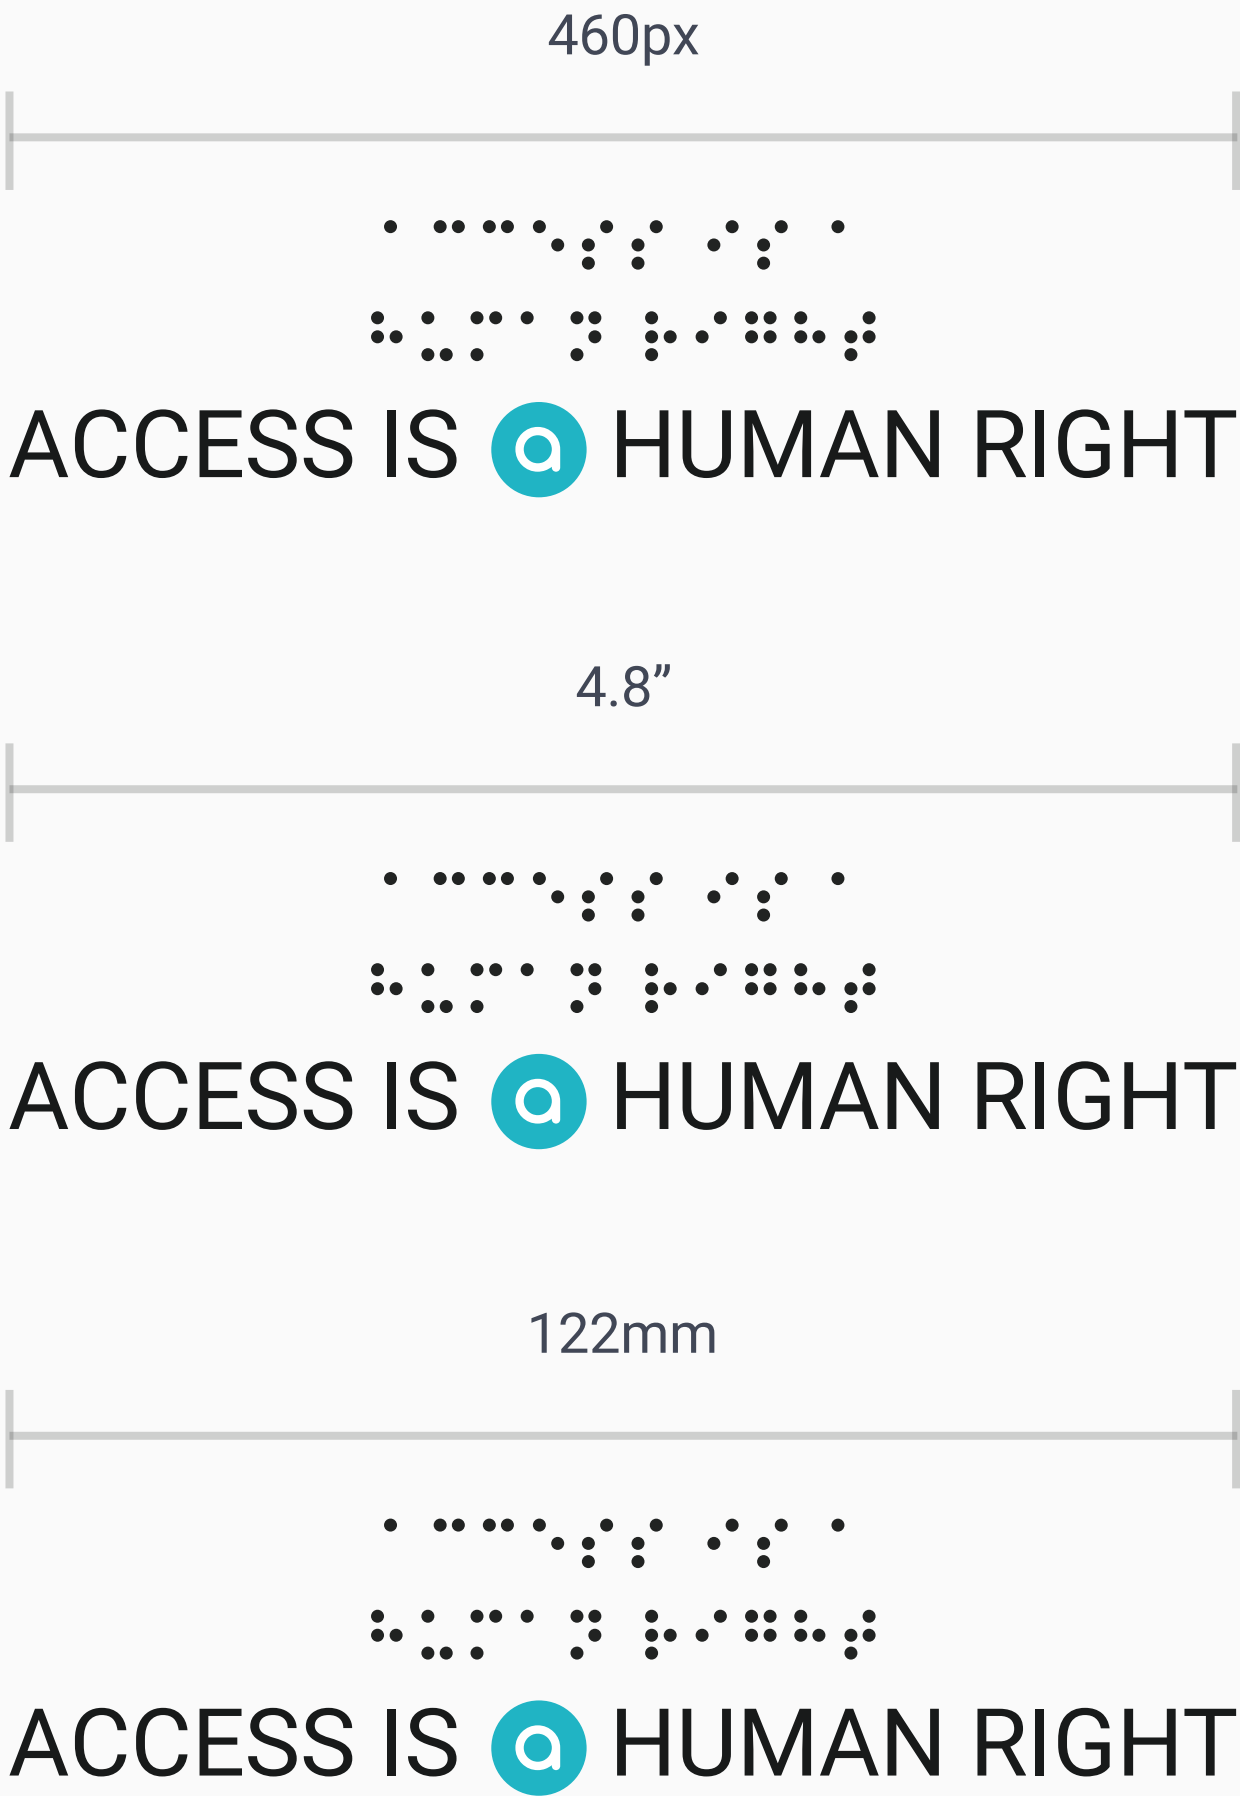 460px
⠁⠉⠉⠑⠎⠎ ⠊⠎ ⠁
⠓⠥⠍⠁⠝ ⠗⠊⠛⠓⠞
ACCESS IS a HUMAN RIGHT
4.8”
⠁⠉⠉⠑⠎⠎ ⠊⠎ ⠁
⠓⠥⠍⠁⠝ ⠗⠊⠛⠓⠞
ACCESS IS a HUMAN RIGHT
122mm
⠁⠉⠉⠑⠎⠎ ⠊⠎ ⠁
⠓⠥⠍⠁⠝ ⠗⠊⠛⠓⠞
ACCESS IS a HUMAN RIGHT